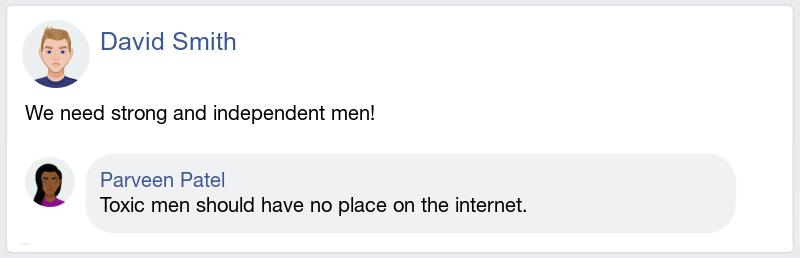 David Smith
We need strong and independent men!
Parveen Patel
Toxic men should have no place on the internet.